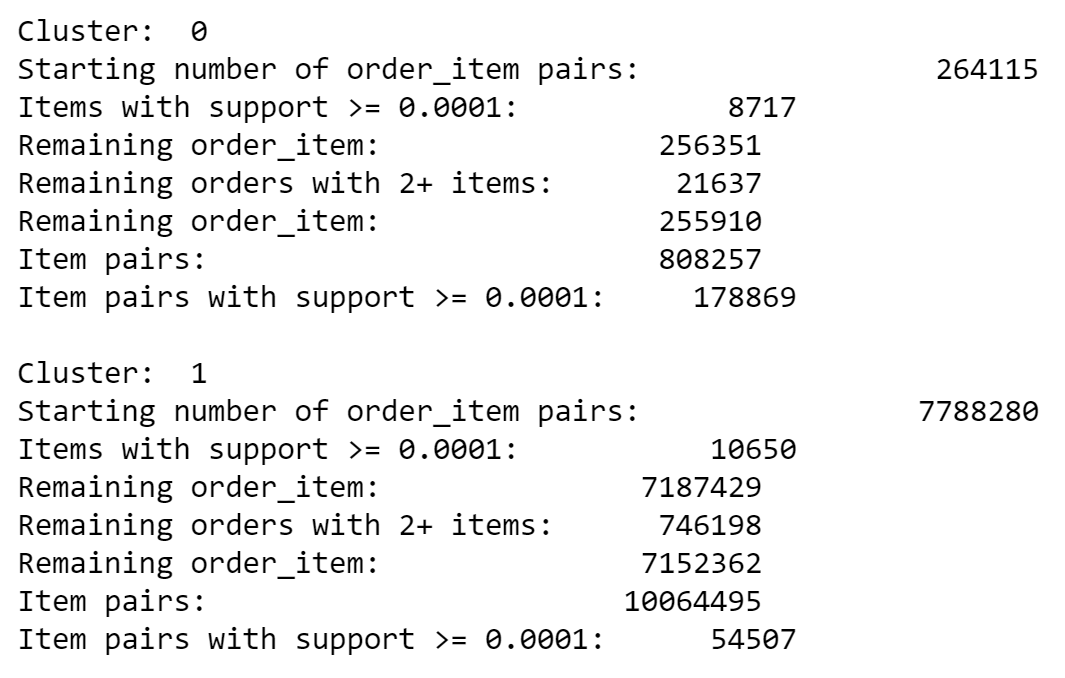 Cluster:  0
Starting number of order_item pairs:                 264115
Items with support >= 0.0001:            8717
Remaining order_item:                256351
Remaining orders with 2+ items:       21637
Remaining order_item:                255910
Item pairs:                          808257
Item pairs with support >= 0.0001:     178869

Cluster:  1
Starting number of order_item pairs:                7788280
Items with support >= 0.0001:           10650
Remaining order_item:               7187429
Remaining orders with 2+ items:      746198
Remaining order_item:               7152362
Item pairs:                        10064495
Item pairs with support >= 0.0001:      54507